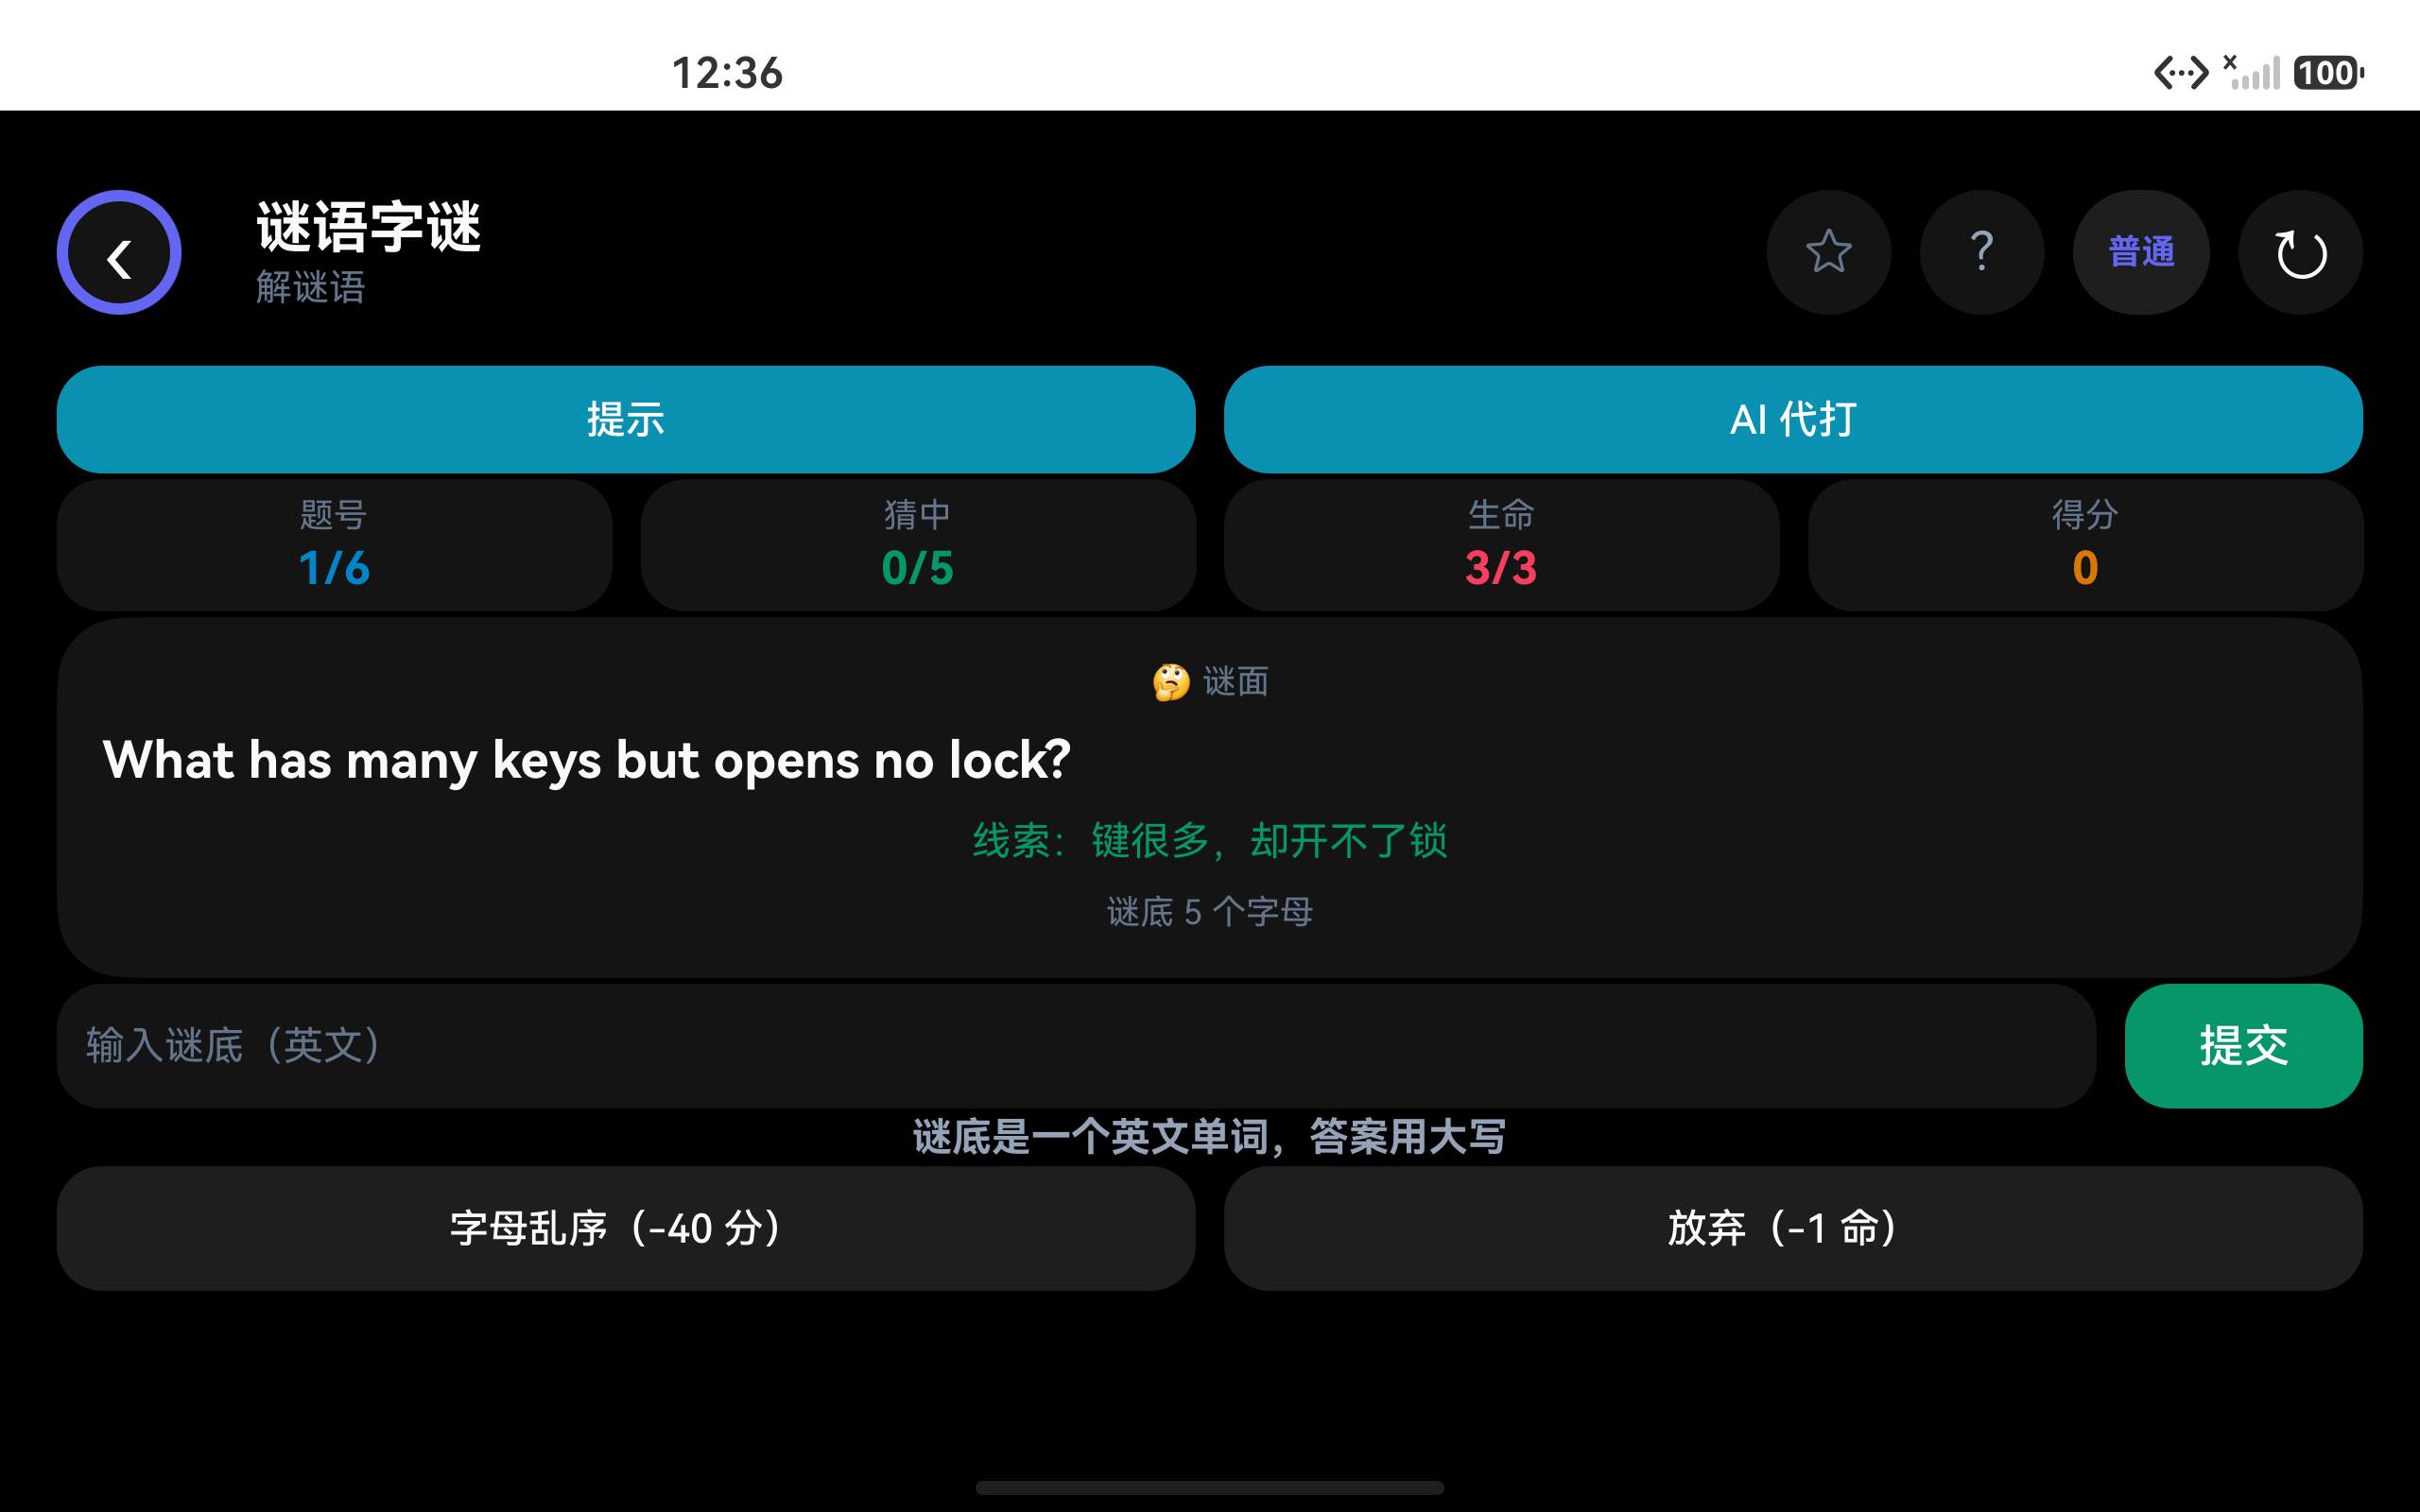 12:36
100
谜语字谜
解谜语
?
普通
提示
AI 代打
题号
1/6
猜中
0/5
生命
3/3
得分
0
🤔 谜面
What has many keys but opens no lock?
线索：键很多，却开不了锁
谜底 5 个字母
输入谜底（英文）
提交
谜底是一个英文单词，答案用大写
字母乱序（-40 分）
放弃（-1 命）